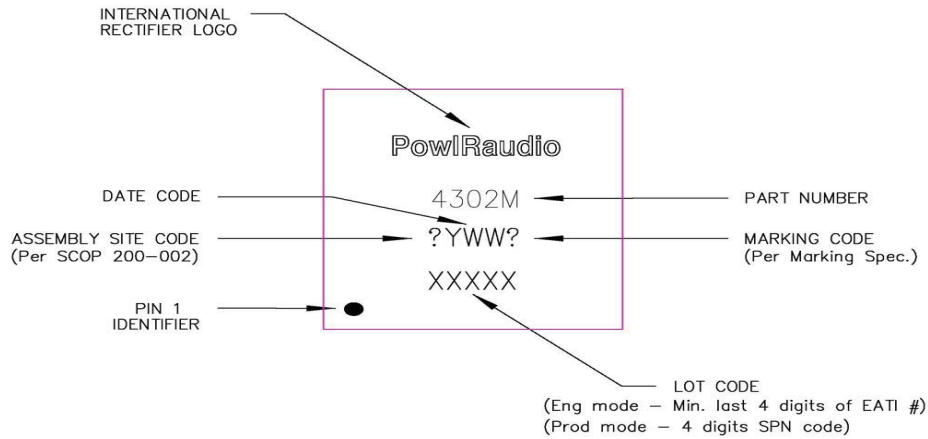 INTERNATIONAL
RECTIFIER LOGO
PowIRaudio
DATE CODE
4302M
PART NUMBER
ASSEMBLY SITE CODE
(Per SCOP 200-002)
?YWW?
MARKING CODE
(Per Marking Spec.)
XXXXX
PIN 1
IDENTIFIER
LOT CODE
(Eng mode - Min. last 4 digits of EATI #)
(Prod mode - 4 digits SPN code)